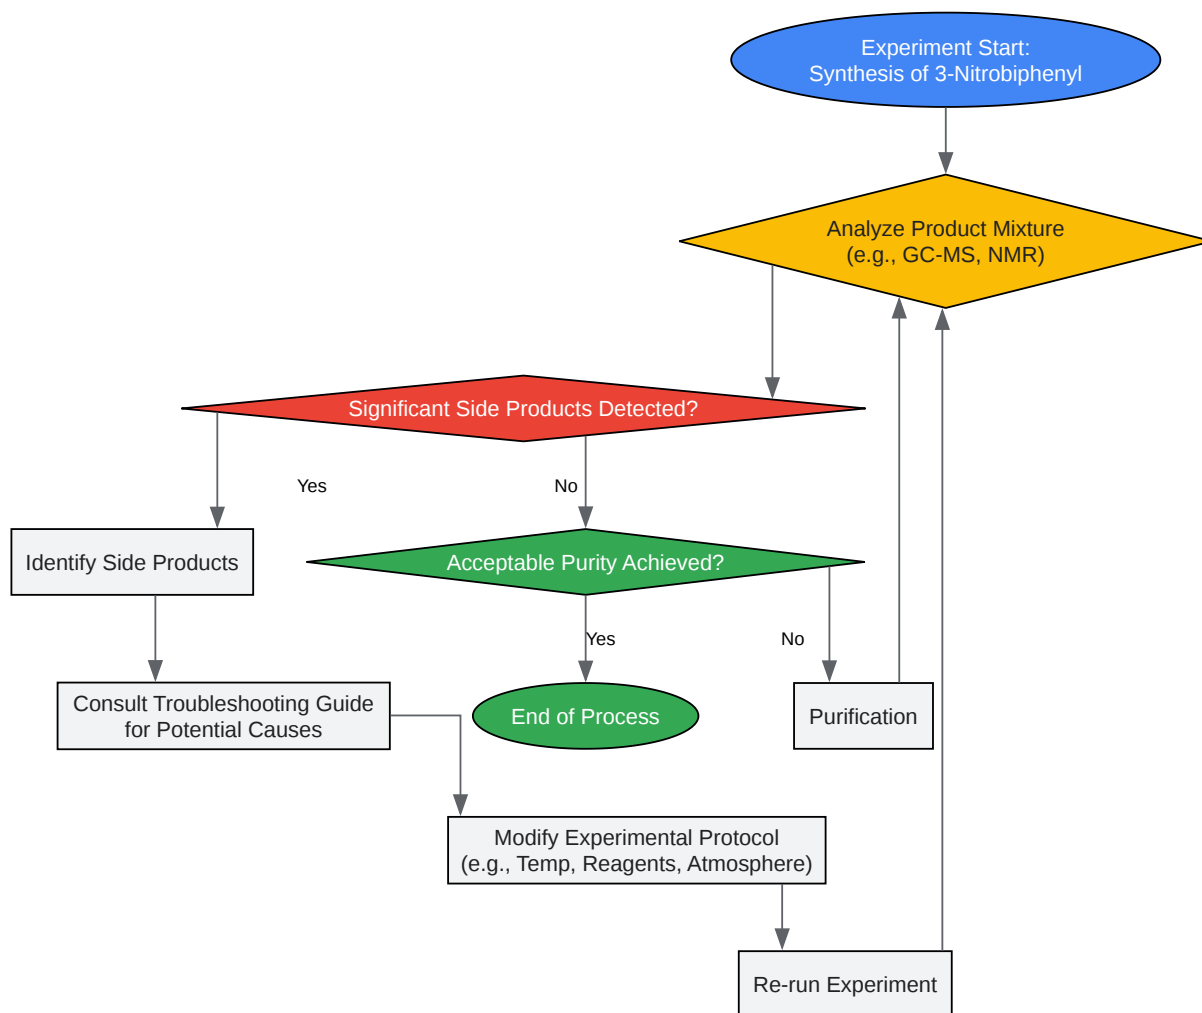 Experiment Start:
Synthesis of 3-Nitrobiphenyl
Analyze Product Mixture
(e.g., GC-MS, NMR)
Significant Side Products Detected?
Yes
No
Identify Side Products
Acceptable Purity Achieved?
Yes
No
Consult Troubleshooting Guide
for Potential Causes
End of Process
Purification
Modify Experimental Protocol
(e.g., Temp, Reagents, Atmosphere)
Re-run Experiment